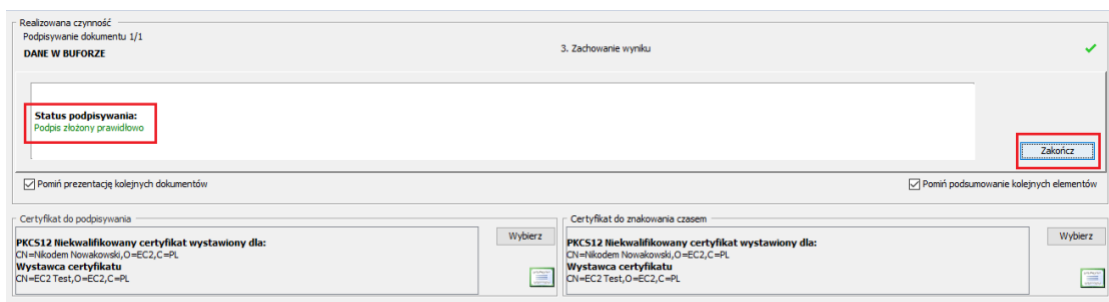 Realizowana czynność
Podpisywanie dokumentu 1/1
DANE W BUFORZE
3. Zachowanie wyniku
Status podpisywania:
Podpis złożony prawidłowo
Zakończ
Pomiń prezentację kolejnych dokumentów
Pomiń podsumowanie kolejnych elementów
Certyfikat do podpisywania
PKCS12 Niekwalifikowany certyfikat wystawiony dla:
CN=Nikodem Nowakowski,O=EC2,C=PL
Wystawca certyfikatu
CN=EC2 Test,O=EC2,C=PL
Wybierz
Certyfikat do znakowania czasem
PKCS12 Niekwalifikowany certyfikat wystawiony dla:
CN=Nikodem Nowakowski,O=EC2,C=PL
Wystawca certyfikatu
CN=EC2 Test,O=EC2,C=PL
Wybierz